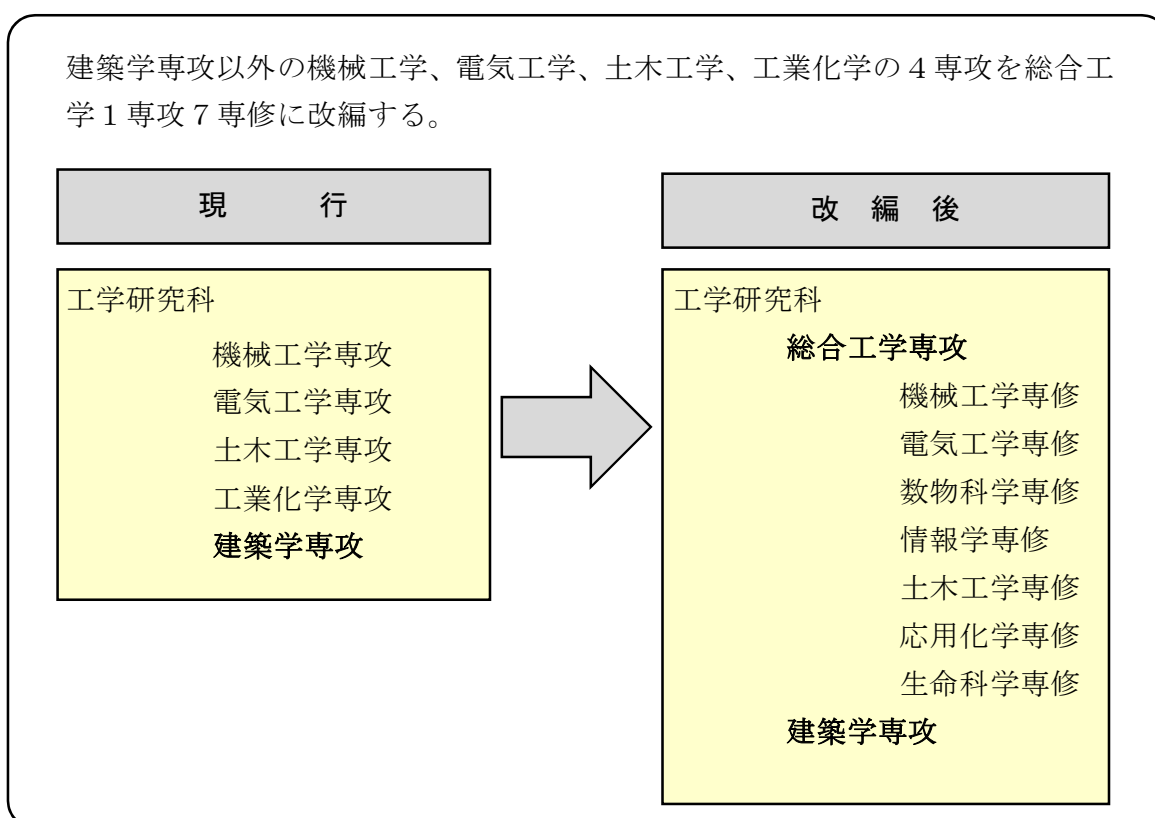 建築学専攻以外の機械工学、電気工学、土木工学、工業化学の４専攻を総合工
学１専攻７専修に改編する。
現　　　行
工学研究科
機械工学専攻
電気工学専攻
土木工学専攻
工業化学専攻
建築学専攻
改　編　後
工学研究科
総合工学専攻
機械工学専修
電気工学専修
数物科学専修
情報学専修
土木工学専修
応用化学専修
生命科学専修
建築学専攻